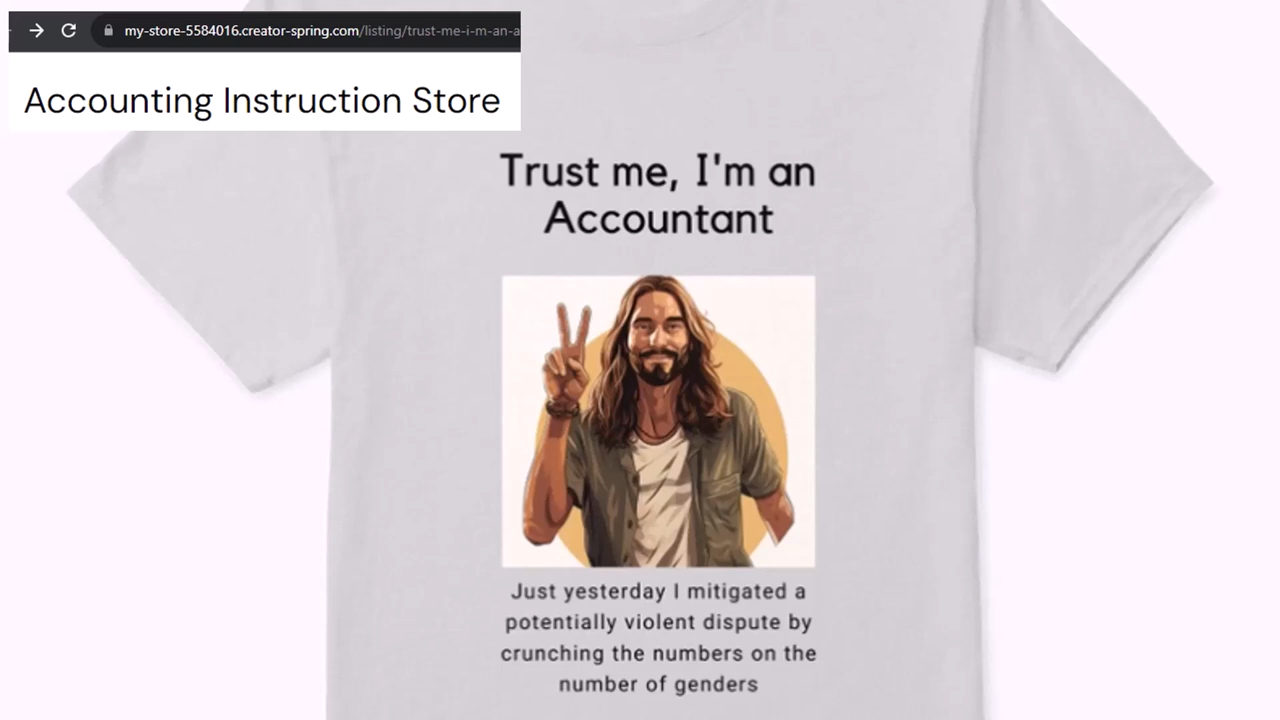 my-store-5584016.creator-spring.com/listing/trust-me-i-m-an-a
Accounting Instruction Store
Trust me, I'm an
Accountant
Just yesterday I mitigated a
potentially violent dispute by
crunching the numbers on the
number of genders